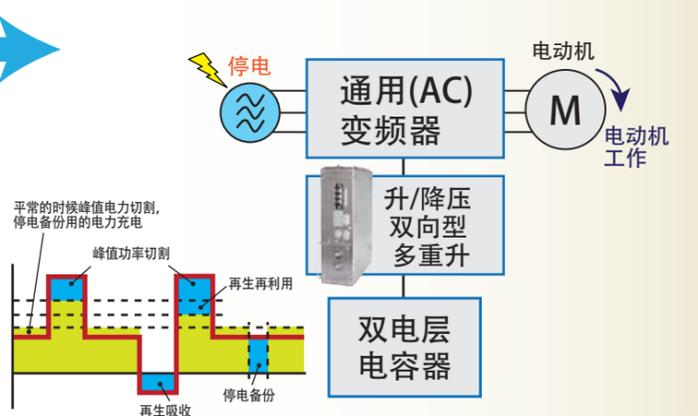 停电
电动机
通用(AC)
变频器
M
电动机
工作
升/降压
双向型
多重升
双电层
电容器
平常的时候峰值电力切割,
停电备份用的电力充电
峰值功率切割
再生再利用
停电备份
再生吸收